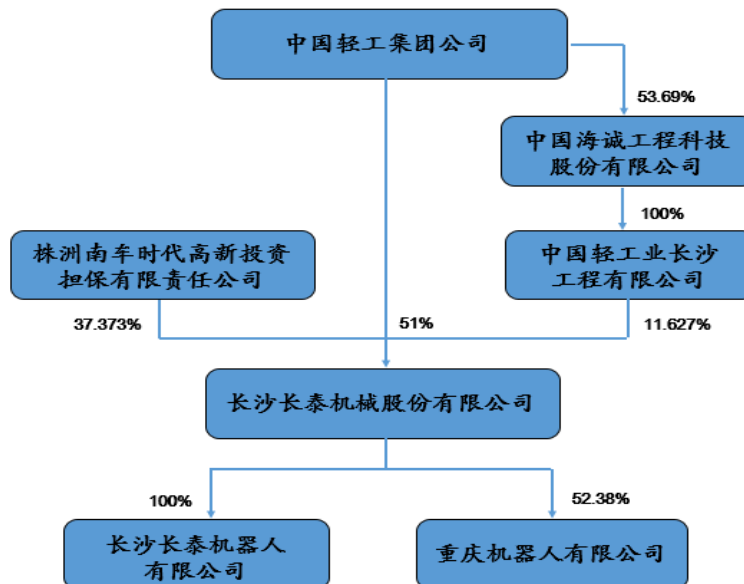 中国轻工集团公司
53.69%
中国海诚工程科技
股份有限公司
100%
株洲南车时代高新投资
担保有限责任公司
中国轻工业长沙
工程有限公司
37.373%
51%
11.627%
长沙长泰机械股份有限公司
100%
52.38%
长沙长泰机器人
有限公司
重庆机器人有限公司